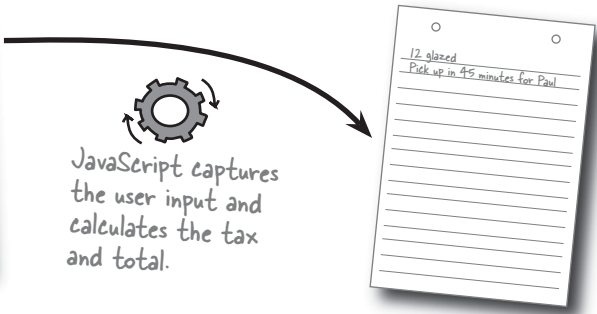 JavaScript captures
the user input and
calculates the tax
and total.
12 glazed
Pick up in 45 minutes for Paul